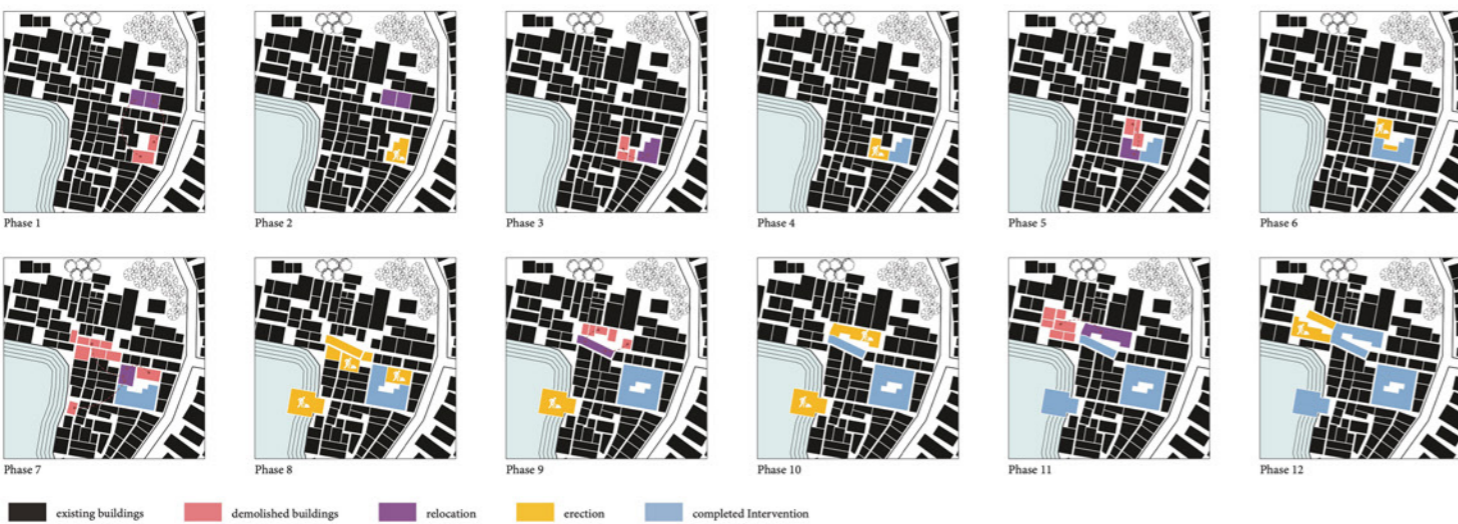 Phase 1
Phase 2
Phase 3
Phase 4
Phase 5
Phase 6
Phase 7
Phase 8
Phase 9
Phase 10
Phase 11
Phase 12
existing buildings
demolished buildings
relocation
erection
completed Intervention